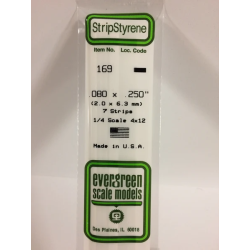 StripStyrene
Item No. Loc. Code
169
.080 x .250"
(2.0 x 6.3 mm)
7 Strips
1/4 Scale 4x12
Made in U.S.A.
evergreen
scale models
Des Plaines, IL 60018